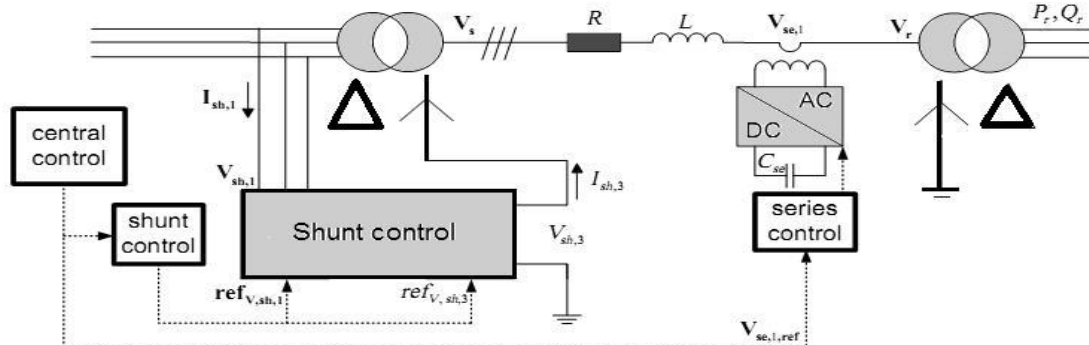 V_s
R
L
V_se,1
V_r
P_r, Q_r
I_sh,1
AC
DC
C_se
central
control
V_sh,1
I_sh,3
shunt
control
Shunt control
V_sh,3
series
control
ref_V,sh,1
ref_V, sh,3
V_se,1,ref